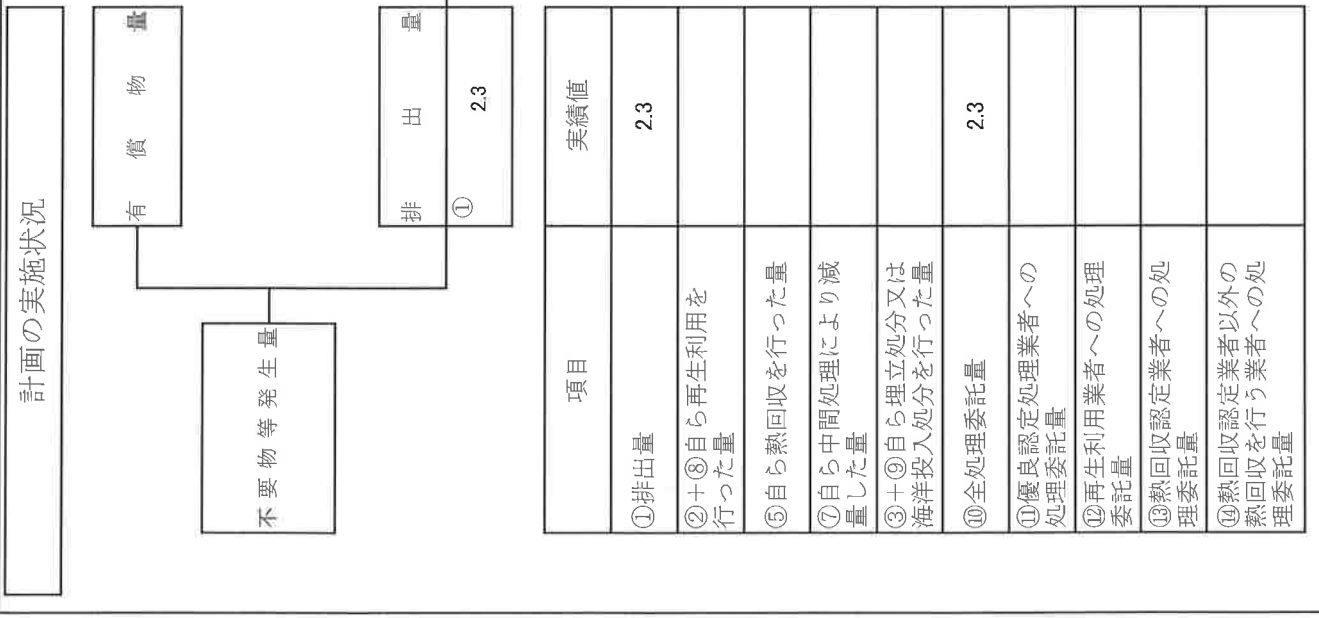 計画の実施状況
有償物量
不要物等発生量
排出量
①
2.3
項目
実績値
①排出量
2.3
②+⑧自ら再生利用を
行った量
⑤自ら熱回収を行った量
⑦自ら中間処理により減
量した量
③+⑨自ら埋立処分又は
海洋投入処分を行った量
⑩全処理委託量
2.3
⑪優良認定処理業者への
処理委託量
⑫再生利用業者への処理
委託量
⑬熱回収認定業者への処
理委託量
⑭熱回収認定業者以外の
熱回収を行う業者への処
理委託量